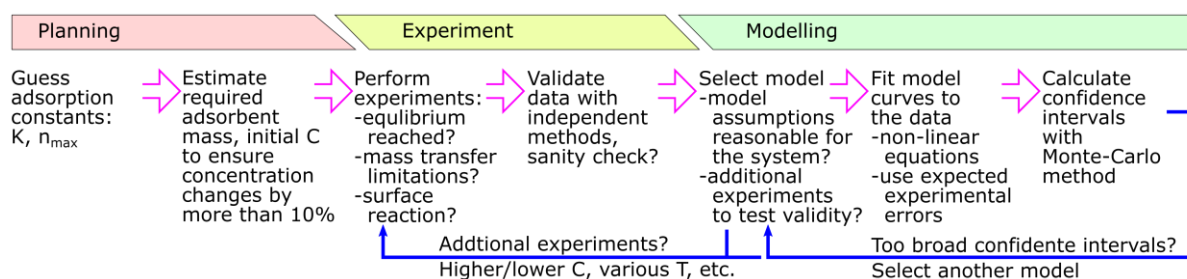 Planning
Experiment
Modelling
Guess
adsorption
constants:
K, nmax
Estimate
required
adsorbent
mass, initial C
to ensure
concentration
changes by
more than 10%
Perform
experiments:
-equlibrium
reached?
-mass transfer
limitations?
-surface
reaction?
Validate
data with
independent
methods,
sanity check?
Select model
-model
assumptions
reasonable for
the system?
-additional
experiments
to test validity?
Fit model
curves to
the data
-non-linear
equations
-use expected
experimental
errors
Calculate
confidence
intervals
with
Monte-Carlo
method
Addtional experiments?
Higher/lower C, various T, etc.
Too broad confidente intervals?
Select another model